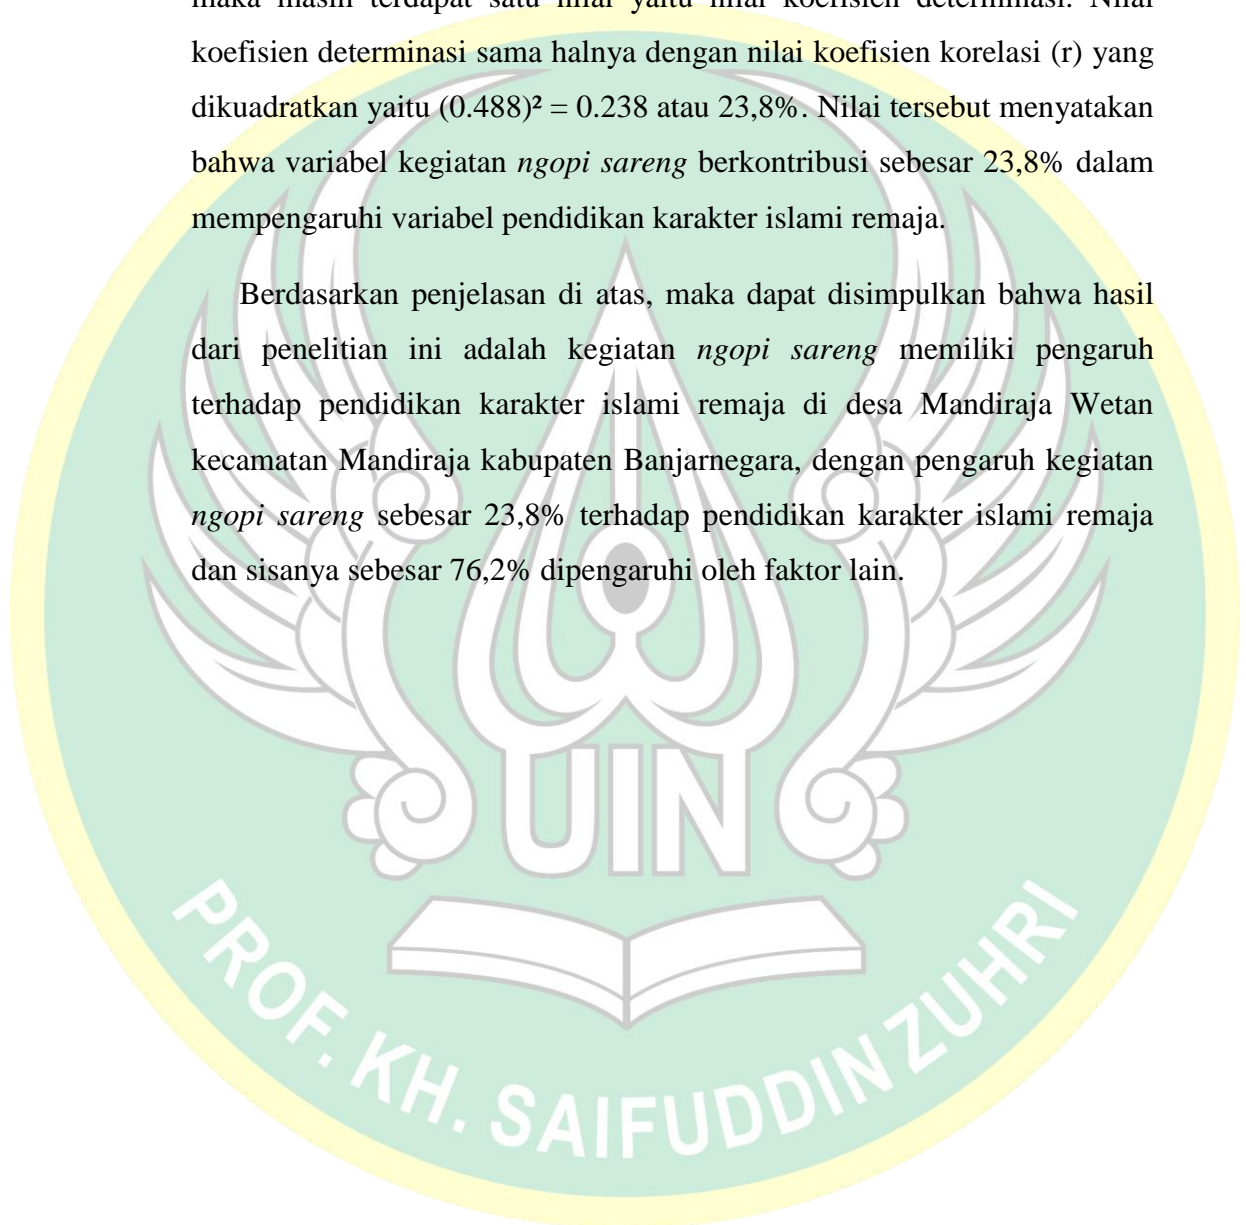 maka masih terdapat satu nilai yaitu nilai koefisien determinasi. Nilai
koefisien determinasi sama halnya dengan nilai koefisien korelasi (r) yang
dikuadratkan yaitu (0.488)² = 0.238 atau 23,8%. Nilai tersebut menyatakan
bahwa variabel kegiatan ngopi sareng berkontribusi sebesar 23,8% dalam
mempengaruhi variabel pendidikan karakter islami remaja.
Berdasarkan penjelasan di atas, maka dapat disimpulkan bahwa hasil
dari penelitian ini adalah kegiatan ngopi sareng memiliki pengaruh
terhadap pendidikan karakter islami remaja di desa Mandiraja Wetan
kecamatan Mandiraja kabupaten Banjarnegara, dengan pengaruh kegiatan
ngopi sareng sebesar 23,8% terhadap pendidikan karakter islami remaja
dan sisanya sebesar 76,2% dipengaruhi oleh faktor lain.
UIN
PROF. KH. SAIFUDDIN ZUHRI